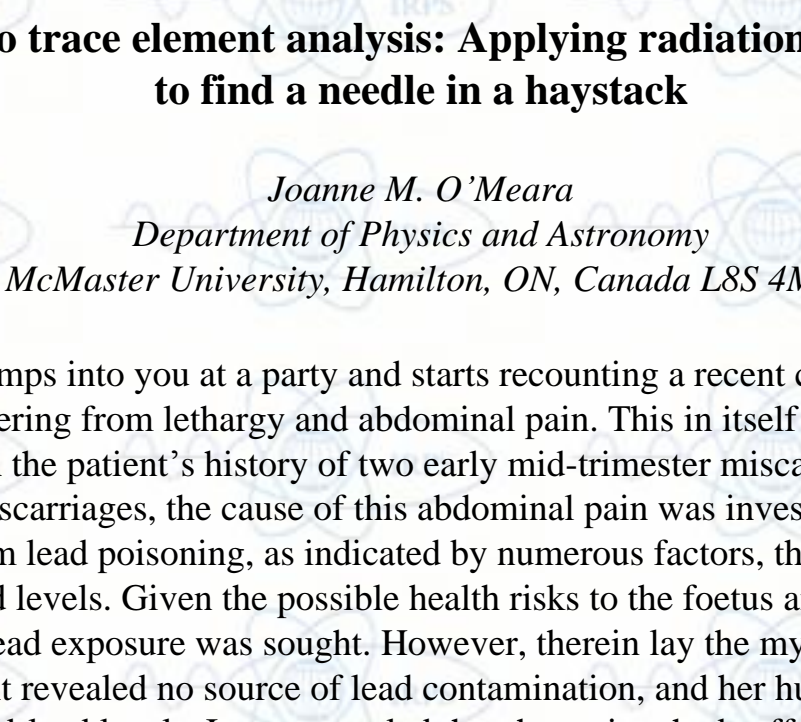 o trace element analysis: Applying radiation
to find a needle in a haystack
Joanne M. O'Meara
Department of Physics and Astronomy
McMaster University, Hamilton, ON, Canada L8S 4M
mps into you at a party and starts recounting a recent
ering from lethargy and abdominal pain. This in itself
the patient's history of two early mid-trimester misca
scarriages, the cause of this abdominal pain was inves
m lead poisoning, as indicated by numerous factors, th
d levels. Given the possible health risks to the foetus a
ead exposure was sought. However, therein lay the my
t revealed no source of lead contamination, and her hu